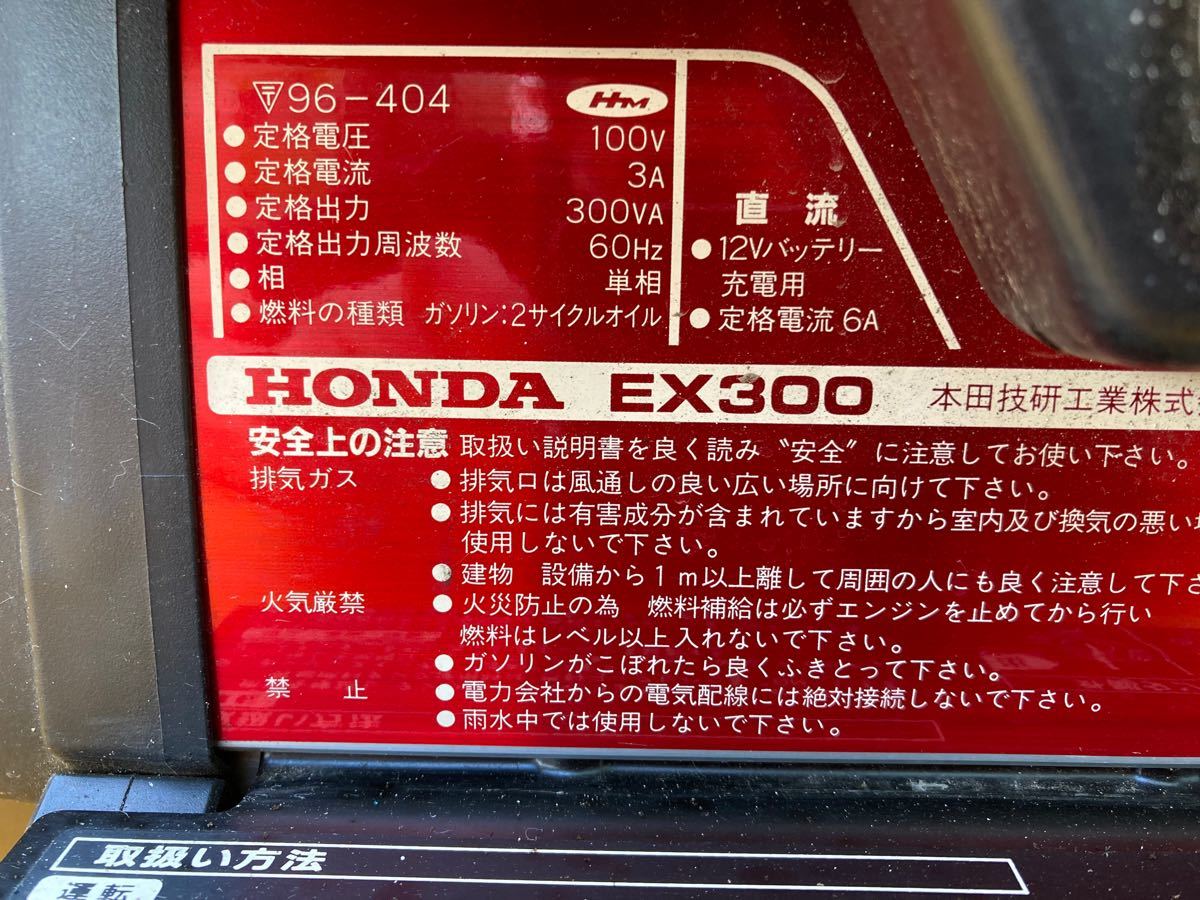 〒96-404 HM
●定格電圧 100V
●定格電流 3A
●定格出力 300VA
●定格出力周波数 60Hz
●相 単相
●燃料の種類 ガソリン:2サイクルオイル
直流
●12Vバッテリー
充電用
●定格電流 6A
HONDA EX300 本田技研工業株式
安全上の注意 取扱い説明書を良く読み〝安全〟に注意してお使い下さい。
排気ガス ●排気口は風通しの良い広い場所に向けて下さい。
●排気には有害成分が含まれていますから室内及び換気の悪い
使用しないで下さい。
●建物 設備から1m以上離して周囲の人にも良く注意して下さ
火気厳禁 ●火災防止の為 燃料補給は必ずエンジンを止めてから行い
燃料はレベル以上入れないで下さい。
●ガソリンがこぼれたら良くふきとって下さい。
禁止 ●電力会社からの電気配線には絶対接続しないで下さい。
●雨水中では使用しないで下さい。
取扱い方法
運転